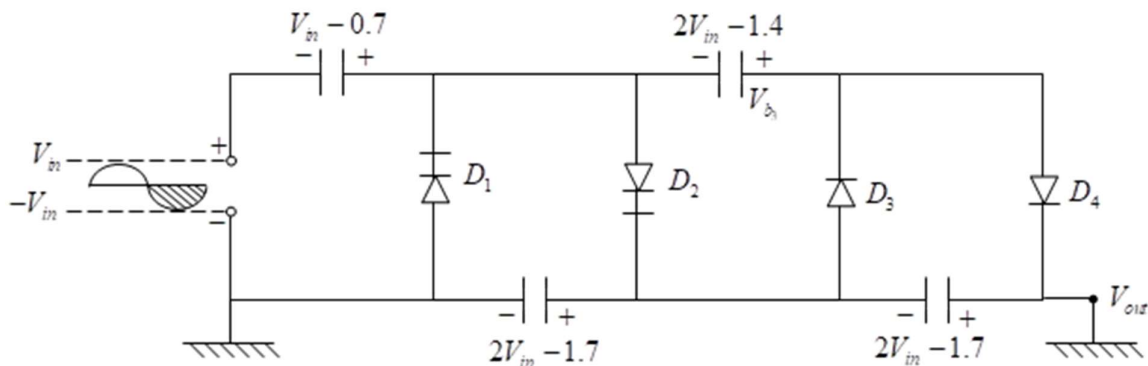 V_in − 0.7
2V_in − 1.4
− +
− +
V_b3
V_in
+
−V_in
−
D_1
D_2
D_3
D_4
− +
− +
V_out
2V_in − 1.7
2V_in − 1.7